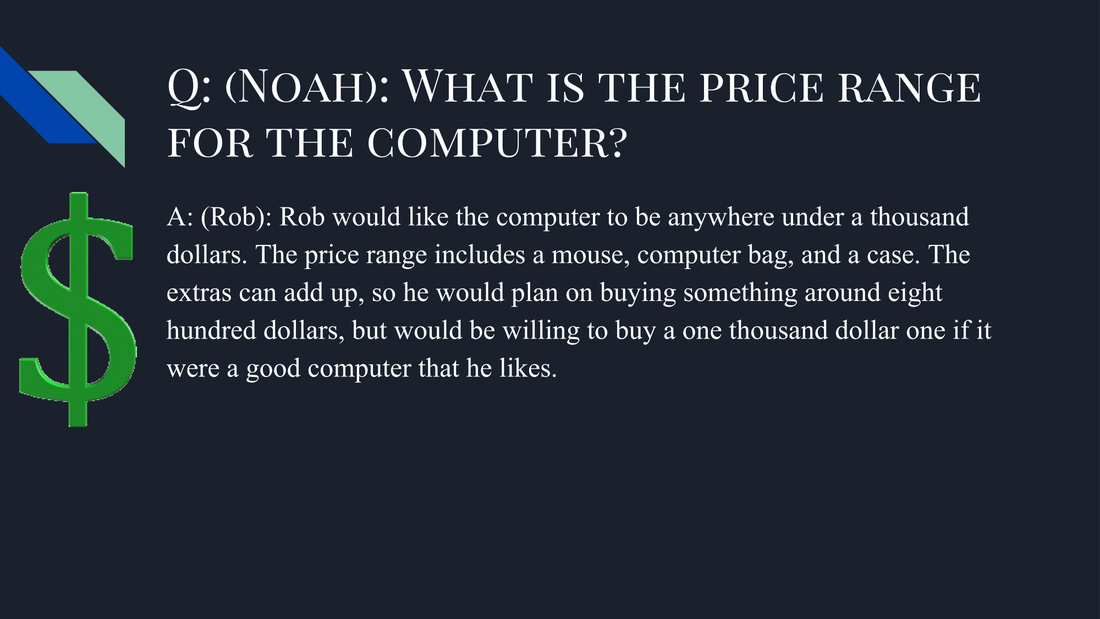 Q: (Noah): What is the price range
for the computer?
A: (Rob): Rob would like the computer to be anywhere under a thousand
dollars. The price range includes a mouse, computer bag, and a case. The
extras can add up, so he would plan on buying something around eight
hundred dollars, but would be willing to buy a one thousand dollar one if it
were a good computer that he likes.
$